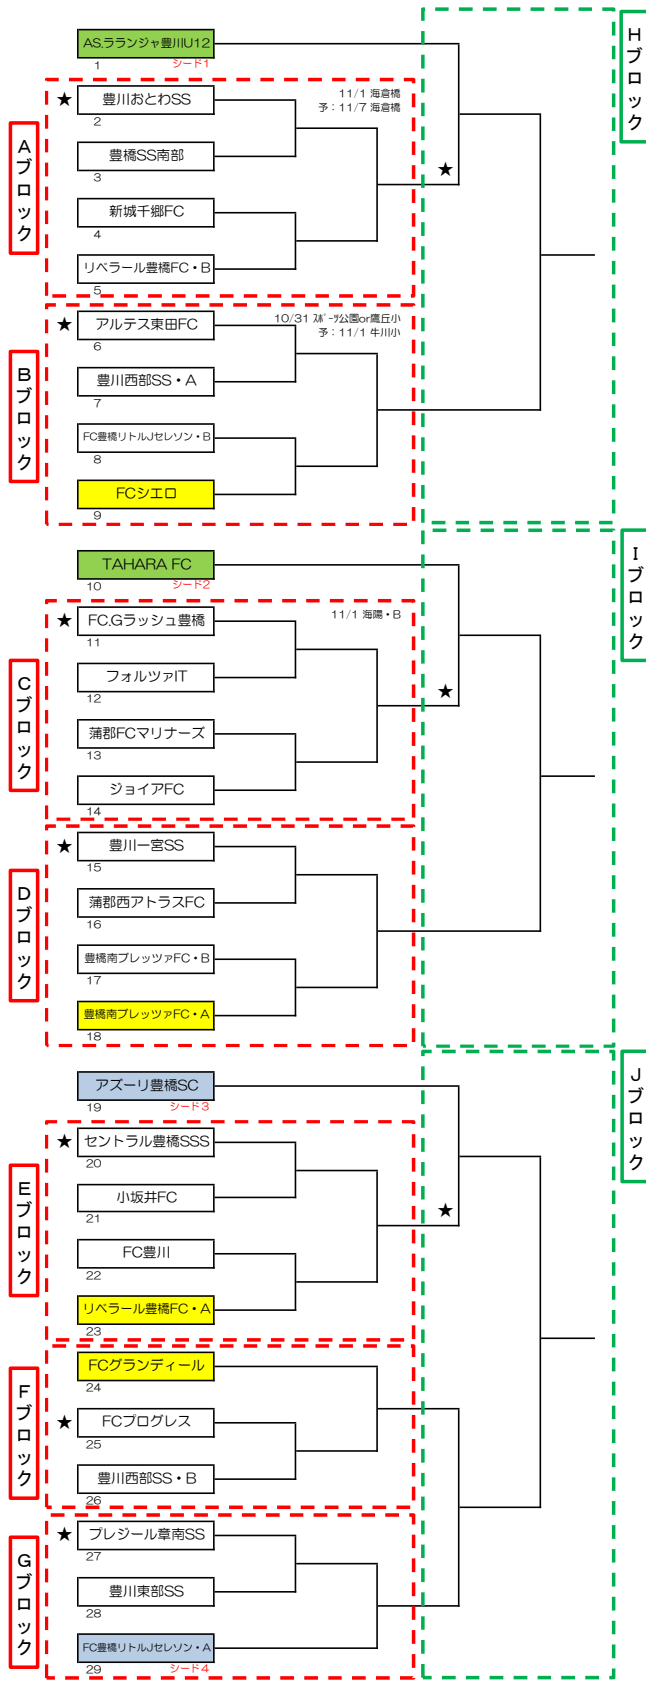 AS.ラランジャ豊川U12
1
シード1
Hブロック
Aブロック
★
豊川おとわSS
2
11/1 海倉橋
予：11/7 海倉橋
豊橋SS南部
3
★
新城千郷FC
4
リベラール豊橋FC・B
5
Bブロック
★
アルテス東田FC
6
10/31 ｽﾎﾟｰﾂ公園or鷹丘小
予：11/1 牛川小
豊川西部SS・A
7
FC豊橋リトルJセレソン・B
8
FCシエロ
9
TAHARA FC
10
シード2
Iブロック
Cブロック
★
FC.Gラッシュ豊橋
11
11/1 海陽・B
フォルツァIT
12
★
蒲郡FCマリナーズ
13
ジョイアFC
14
Dブロック
★
豊川一宮SS
15
蒲郡西アトラスFC
16
豊橋南プレッツァFC・B
17
豊橋南プレッツァFC・A
18
アズーリ豊橋SC
19
シード3
Jブロック
Eブロック
★
セントラル豊橋SSS
20
小坂井FC
21
★
FC豊川
22
リベラール豊橋FC・A
23
Fブロック
FCグランディール
24
★
FCプログレス
25
豊川西部SS・B
26
Gブロック
★
プレジール章南SS
27
豊川東部SS
28
FC豊橋リトルJセレソン・A
29
シード4